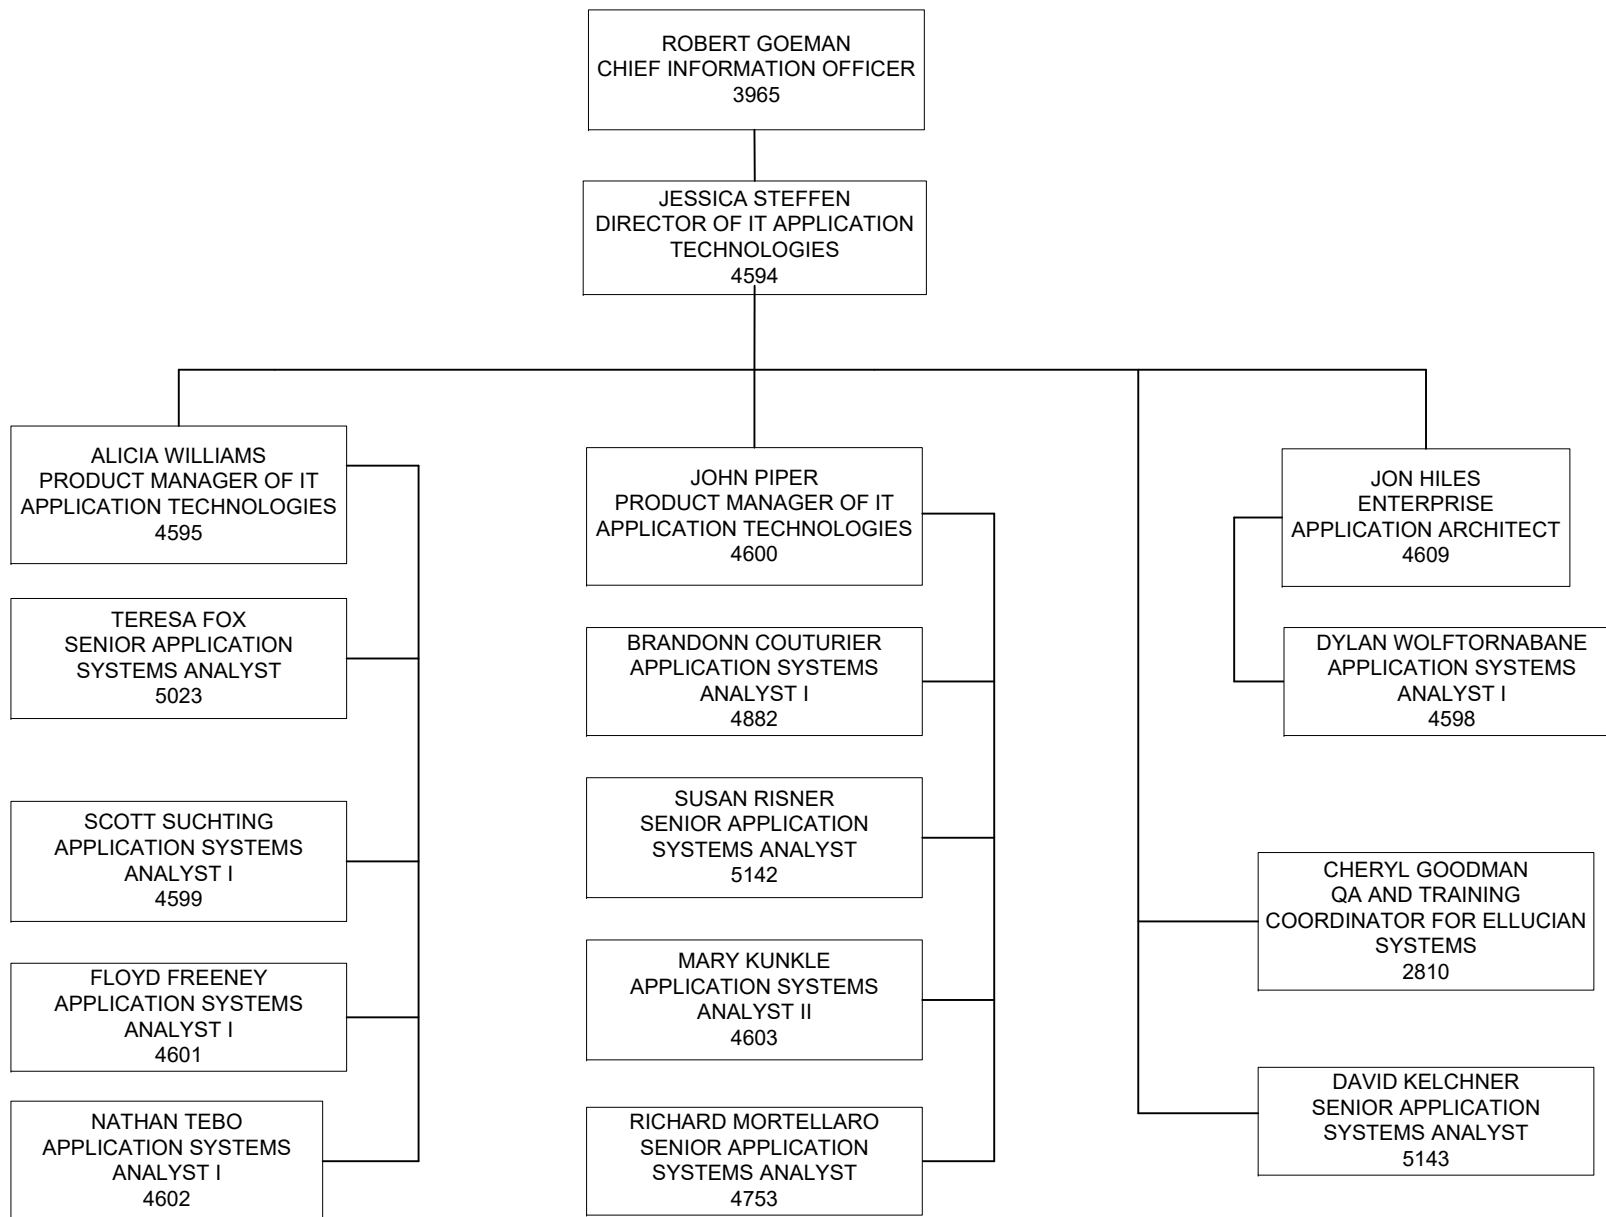 ROBERT GOEMAN
CHIEF INFORMATION OFFICER
3965
JESSICA STEFFEN
DIRECTOR OF IT APPLICATION
TECHNOLOGIES
4594
ALICIA WILLIAMS
PRODUCT MANAGER OF IT
APPLICATION TECHNOLOGIES
4595
TERESA FOX
SENIOR APPLICATION
SYSTEMS ANALYST
5023
SCOTT SUCHTING
APPLICATION SYSTEMS
ANALYST I
4599
FLOYD FREENEY
APPLICATION SYSTEMS
ANALYST I
4601
NATHAN TEBO
APPLICATION SYSTEMS
ANALYST I
4602
JOHN PIPER
PRODUCT MANAGER OF IT
APPLICATION TECHNOLOGIES
4600
BRANDONN COUTURIER
APPLICATION SYSTEMS
ANALYST I
4882
SUSAN RISNER
SENIOR APPLICATION
SYSTEMS ANALYST
5142
MARY KUNKLE
APPLICATION SYSTEMS
ANALYST II
4603
RICHARD MORTELLARO
SENIOR APPLICATION
SYSTEMS ANALYST
4753
JON HILES
ENTERPRISE
APPLICATION ARCHITECT
4609
DYLAN WOLFTORNABANE
APPLICATION SYSTEMS
ANALYST I
4598
CHERYL GOODMAN
QA AND TRAINING
COORDINATOR FOR ELLUCIAN
SYSTEMS
2810
DAVID KELCHNER
SENIOR APPLICATION
SYSTEMS ANALYST
5143